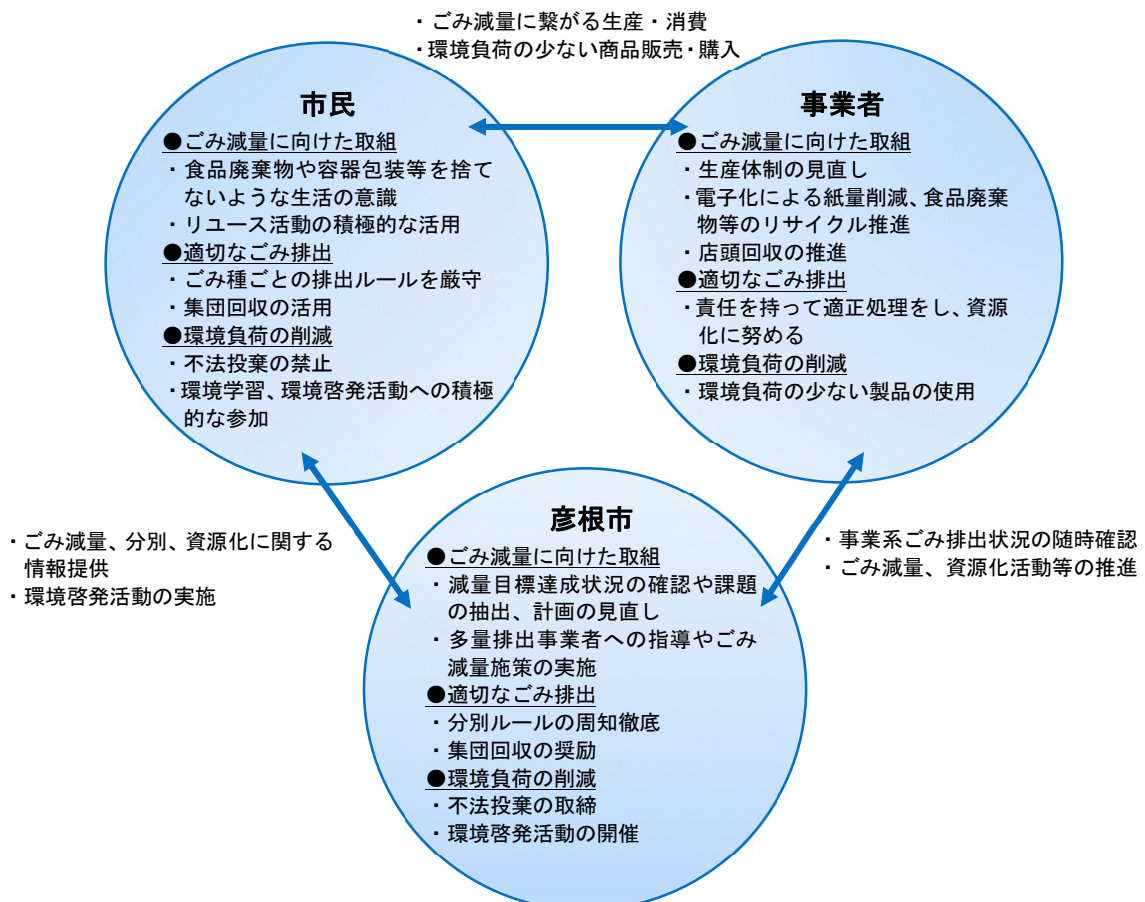 ・ごみ減量に繋がる生産・消費
・環境負荷の少ない商品販売・購入
市民
●ごみ減量に向けた取組
・食品廃棄物や容器包装等を捨て
ないような生活の意識
・リユース活動の積極的な活用
●適切なごみ排出
・ごみ種ごとの排出ルールを厳守
・集団回収の活用
●環境負荷の削減
・不法投棄の禁止
・環境学習、環境啓発活動への積極
的な参加
事業者
●ごみ減量に向けた取組
・生産体制の見直し
・電子化による紙量削減、食品廃棄
物等のリサイクル推進
・店頭回収の推進
●適切なごみ排出
・責任を持って適正処理をし、資源
化に努める
●環境負荷の削減
・環境負荷の少ない製品の使用
・ごみ減量、分別、資源化に関する
情報提供
・環境啓発活動の実施
彦根市
●ごみ減量に向けた取組
・減量目標達成状況の確認や課題
の抽出、計画の見直し
・多量排出事業者への指導やごみ
減量施策の実施
●適切なごみ排出
・分別ルールの周知徹底
・集団回収の奨励
●環境負荷の削減
・不法投棄の取締
・環境啓発活動の開催
・事業系ごみ排出状況の随時確認
・ごみ減量、資源化活動等の推進